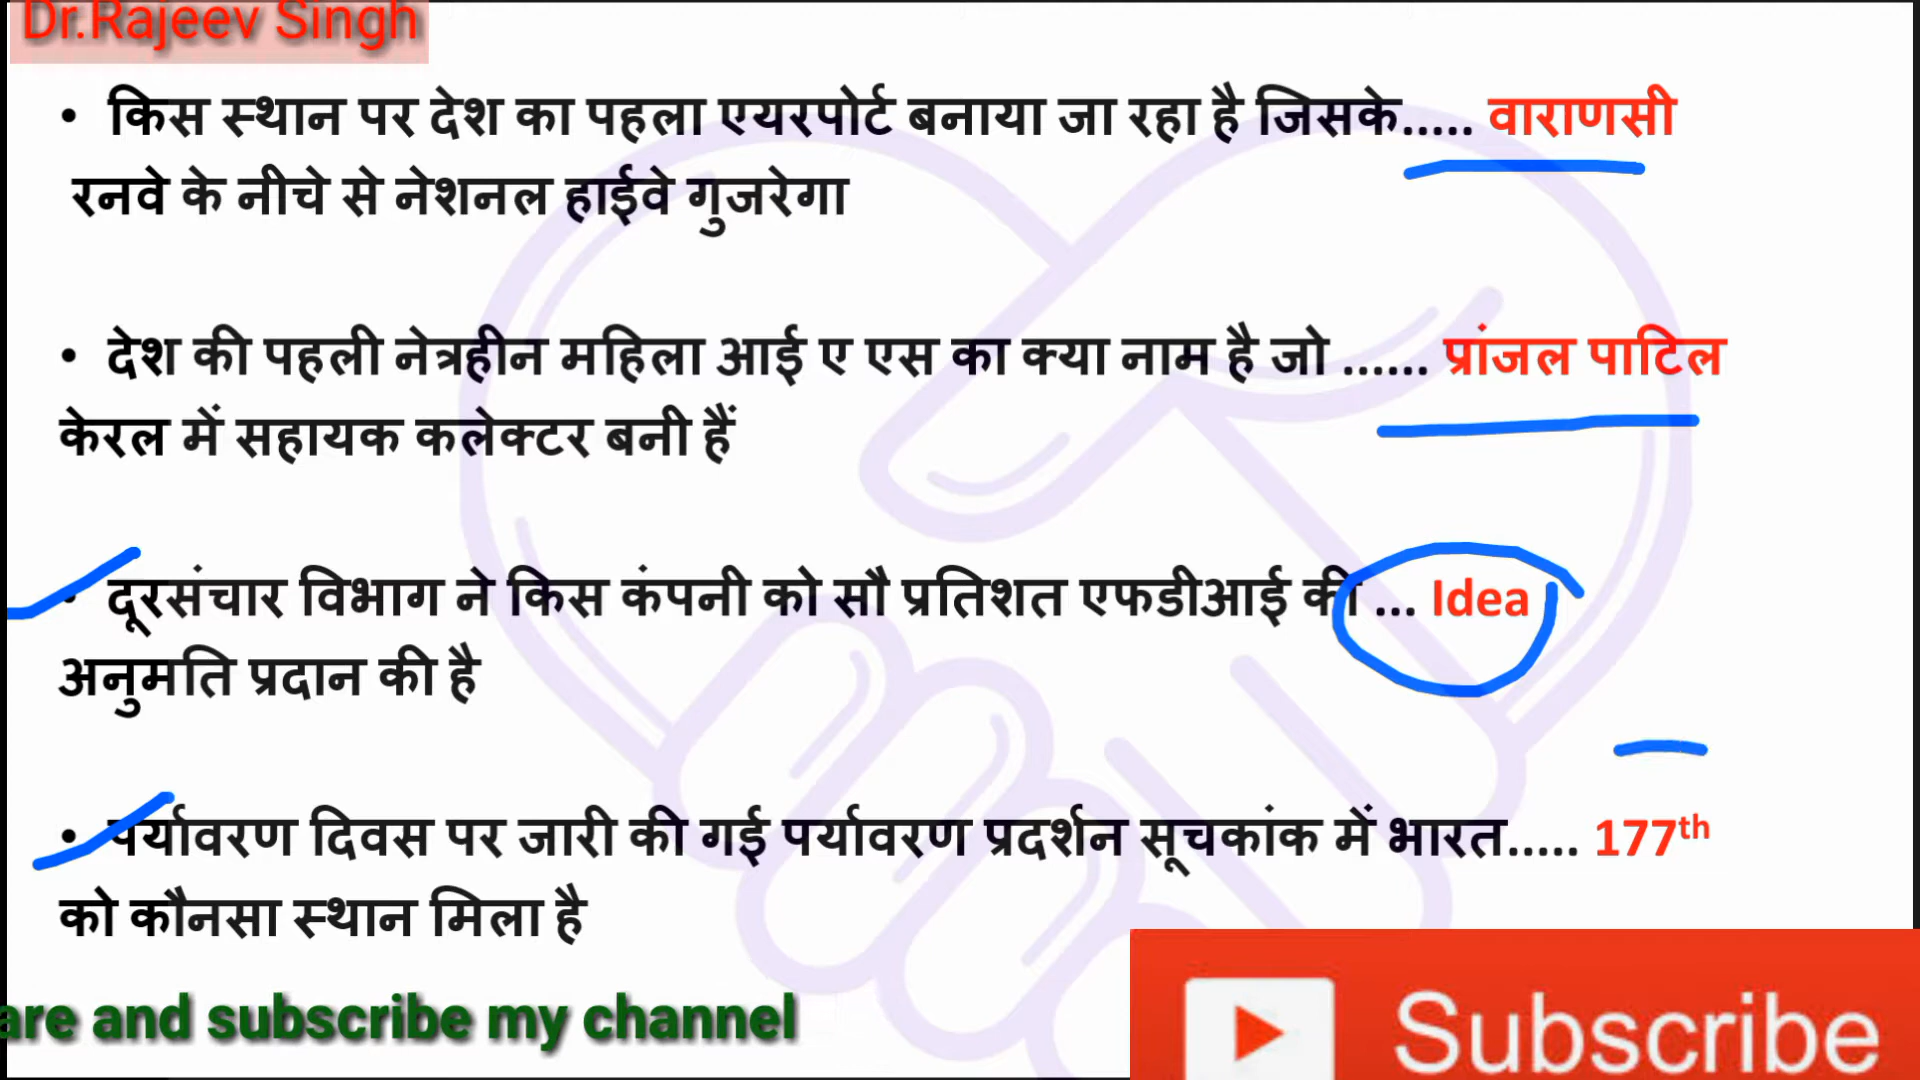 Dr.Rajeev Singh
• किस स्थान पर देश का पहला एयरपोर्ट बनाया जा रहा है जिसके..... वाराणसी
रनवे के नीचे से नेशनल हाईवे गुजरेगा
• देश की पहली नेत्रहीन महिला आई ए एस का क्या नाम है जो ...... प्रांजल पाटिल
केरल में सहायक कलेक्टर बनी हैं
• दूरसंचार विभाग ने किस कंपनी को सौ प्रतिशत एफडीआई की ... Idea
अनुमति प्रदान की है
• पर्यावरण दिवस पर जारी की गई पर्यावरण प्रदर्शन सूचकांक में भारत..... 177th
को कौनसा स्थान मिला है
are and subscribe my channel
Subscribe